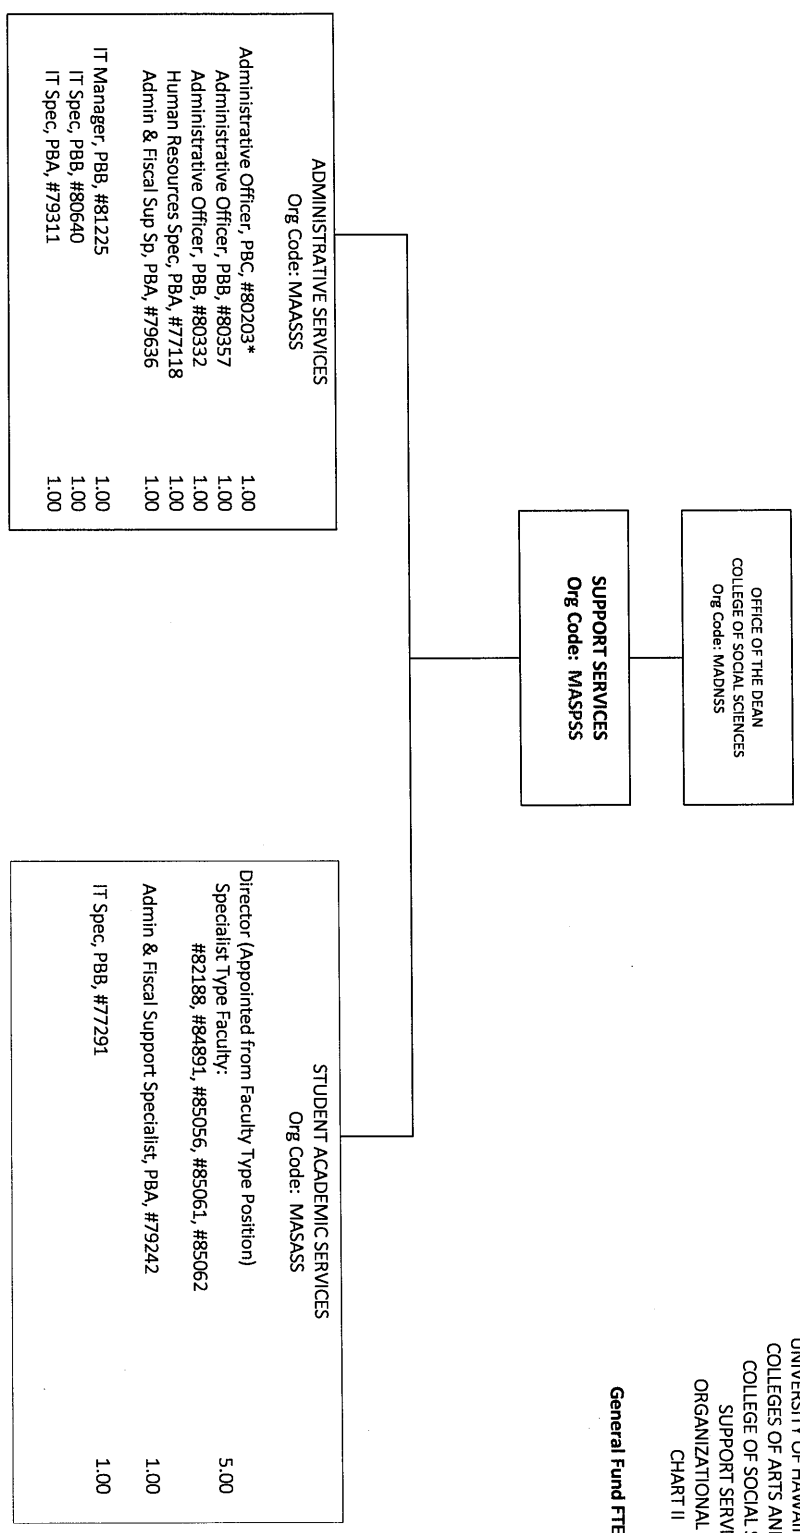 UNIVERSITY OF HAWAI
COLLEGES OF ARTS AN
COLLEGE OF SOCIAL S
SUPPORT SERVI
ORGANIZATIONAL
CHART II
General Fund FTE
OFFICE OF THE DEAN
COLLEGE OF SOCIAL SCIENCES
Org Code: MADNSS
SUPPORT SERVICES
Org Code: MASPSS
ADMINISTRATIVE SERVICES
Org Code: MAASSS
Administrative Officer, PBC, #80203* 1.00
Administrative Officer, PBB, #80357 1.00
Administrative Officer, PBB, #80332 1.00
Human Resources Spec, PBA, #77118 1.00
Admin & Fiscal Sup Sp, PBA, #79636 1.00
IT Manager, PBB, #81225 1.00
IT Spec, PBB, #80640 1.00
IT Spec, PBA, #79311 1.00
STUDENT ACADEMIC SERVICES
Org Code: MASASS
Director (Appointed from Faculty Type Position)
Specialist Type Faculty: 5.00
#82188, #84891, #85056, #85061, #85062
Admin & Fiscal Support Specialist, PBA, #79242 1.00
IT Spec, PBB, #77291 1.00